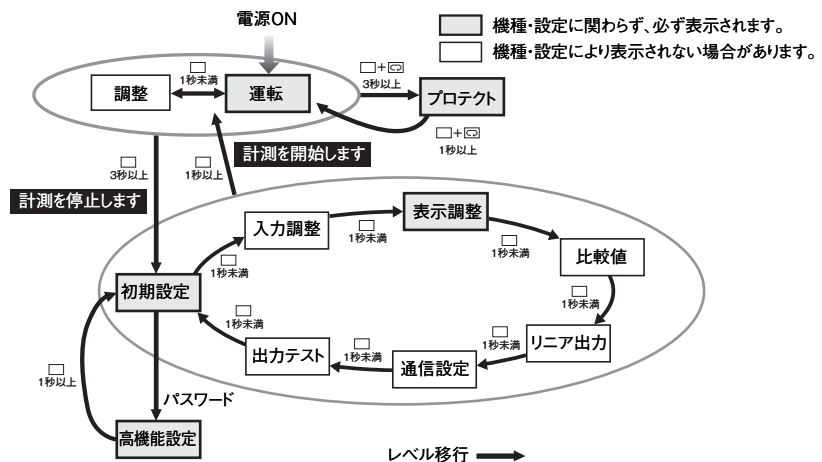 電源ON
機種・設定に関わらず、必ず表示されます。
機種・設定により表示されない場合があります。
調整
1秒未満
運転
＋
3秒以上
プロテクト
＋
1秒以上
3秒以上
1秒以上
計測を開始します
計測を停止します
入力調整
1秒未満
表示調整
1秒未満
比較値
1秒未満
初期設定
1秒未満
1秒未満
出力テスト
1秒未満
通信設定
1秒未満
リニア出力
1秒以上
パスワード
高機能設定
レベル移行